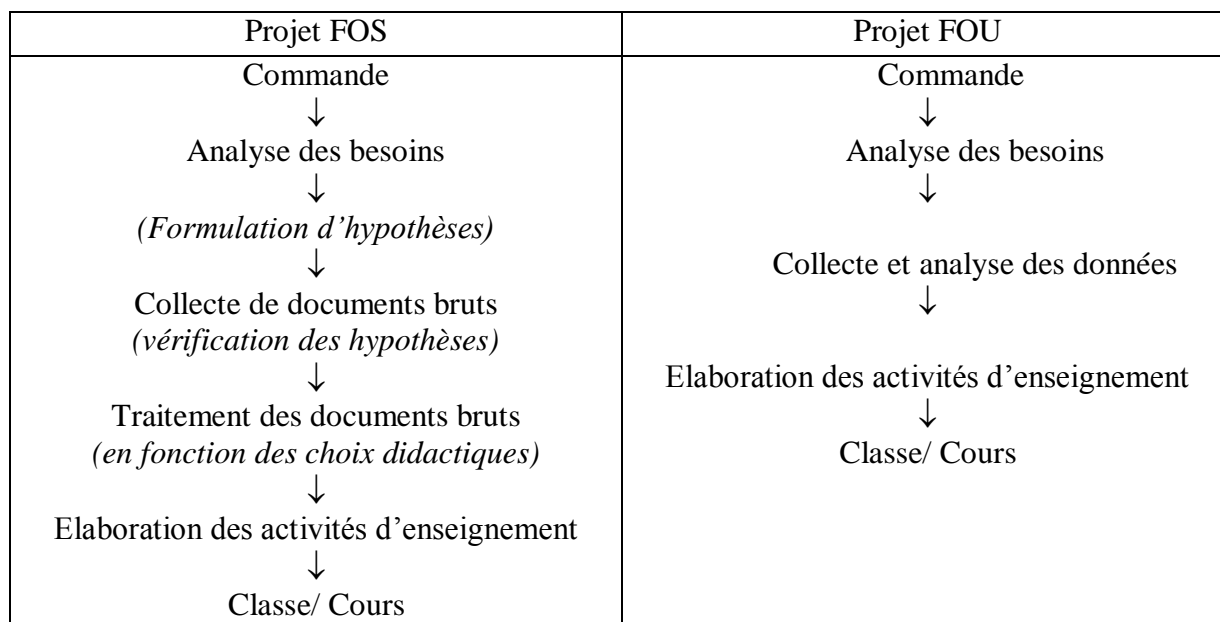 Projet FOS
Commande
↓
Analyse des besoins
↓
(Formulation d’hypothèses)
↓
Collecte de documents bruts
(vérification des hypothèses)
↓
Traitement des documents bruts
(en fonction des choix didactiques)
↓
Elaboration des activités d’enseignement
↓
Classe/ Cours
Projet FOU
Commande
↓
Analyse des besoins
↓
Collecte et analyse des données
↓
Elaboration des activités d’enseignement
↓
Classe/ Cours